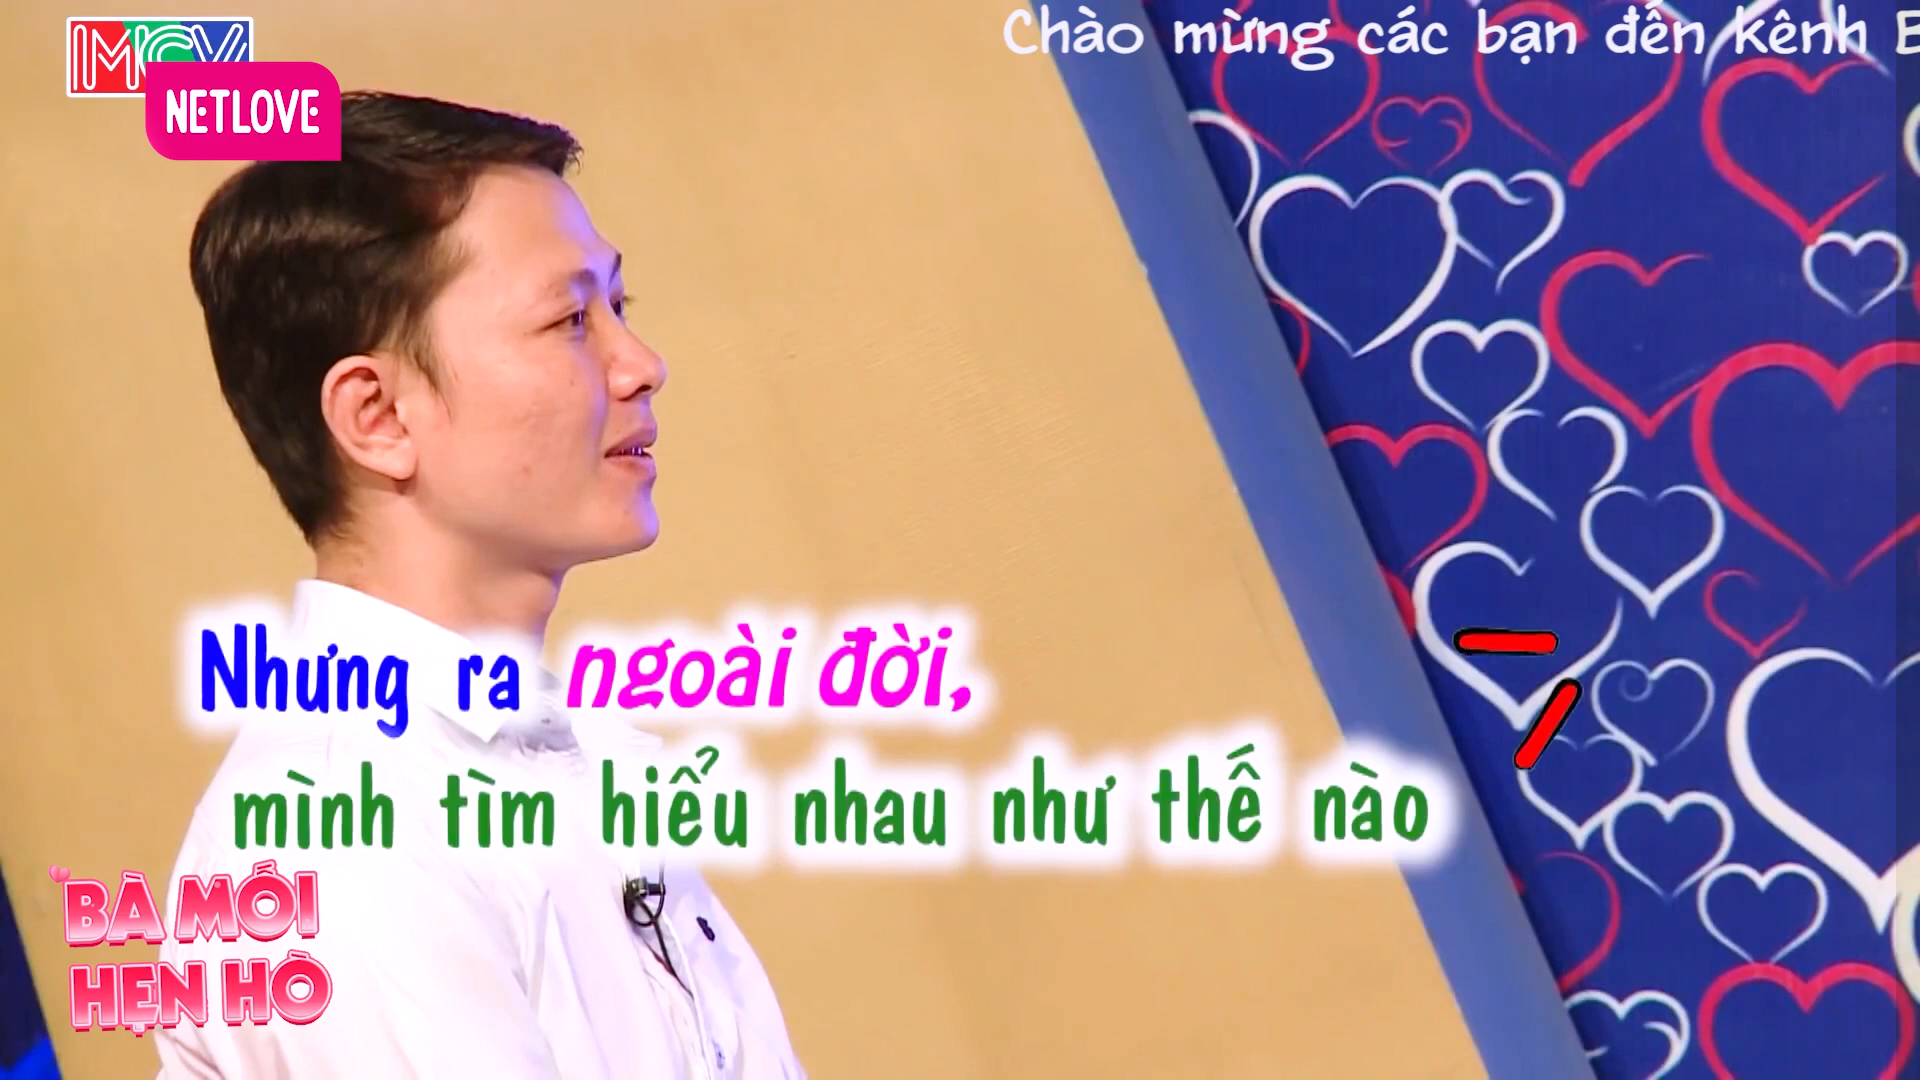 MCV
NETLOVE
Chào mừng các bạn đến kênh
Nhưng ra ngoài đời,
mình tìm hiểu nhau như thế nào
BÀ MỐI
HẸN HÒ